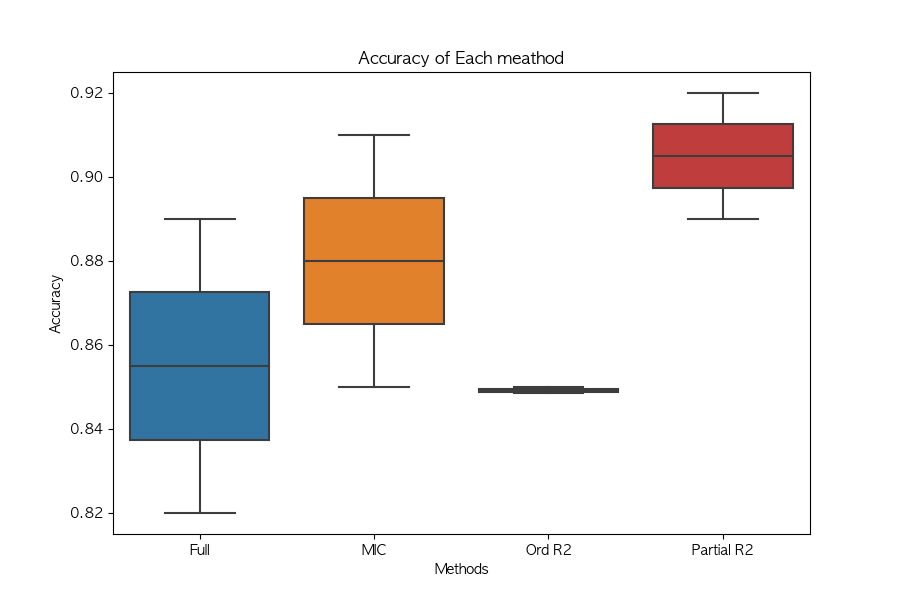 Accuracy of Each meathod
Accuracy
0.92
0.90
0.88
0.86
0.84
0.82
Full MIC Ord R2 Partial R2
Methods